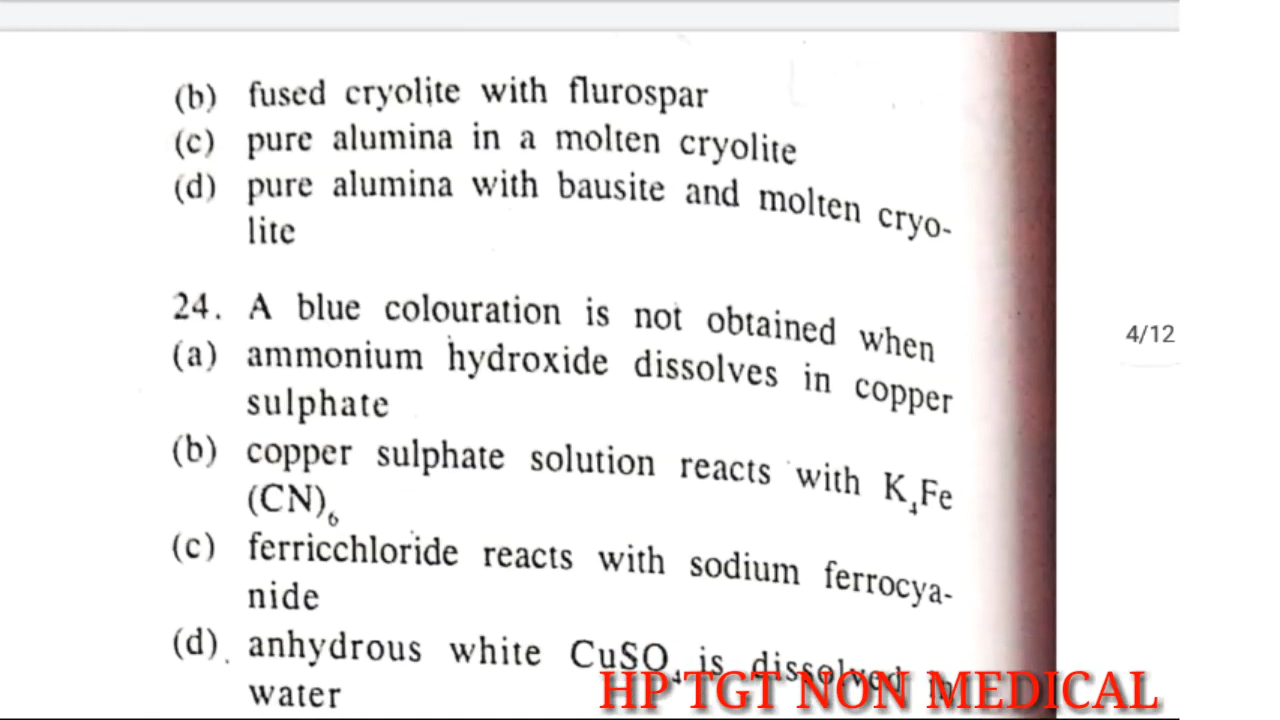 (b) fused cryolite with flurospar
(c) pure alumina in a molten cryolite
(d) pure alumina with bausite and molten cryo-
lite
24. A blue colouration is not obtained when
(a) ammonium hydroxide dissolves in copper
sulphate
(b) copper sulphate solution reacts with K₄Fe
(CN)₆
(c) ferricchloride reacts with sodium ferrocya-
nide
(d) anhydrous white CuSO₄ is dissolved in
water
4/12
HP TGT NON MEDICAL